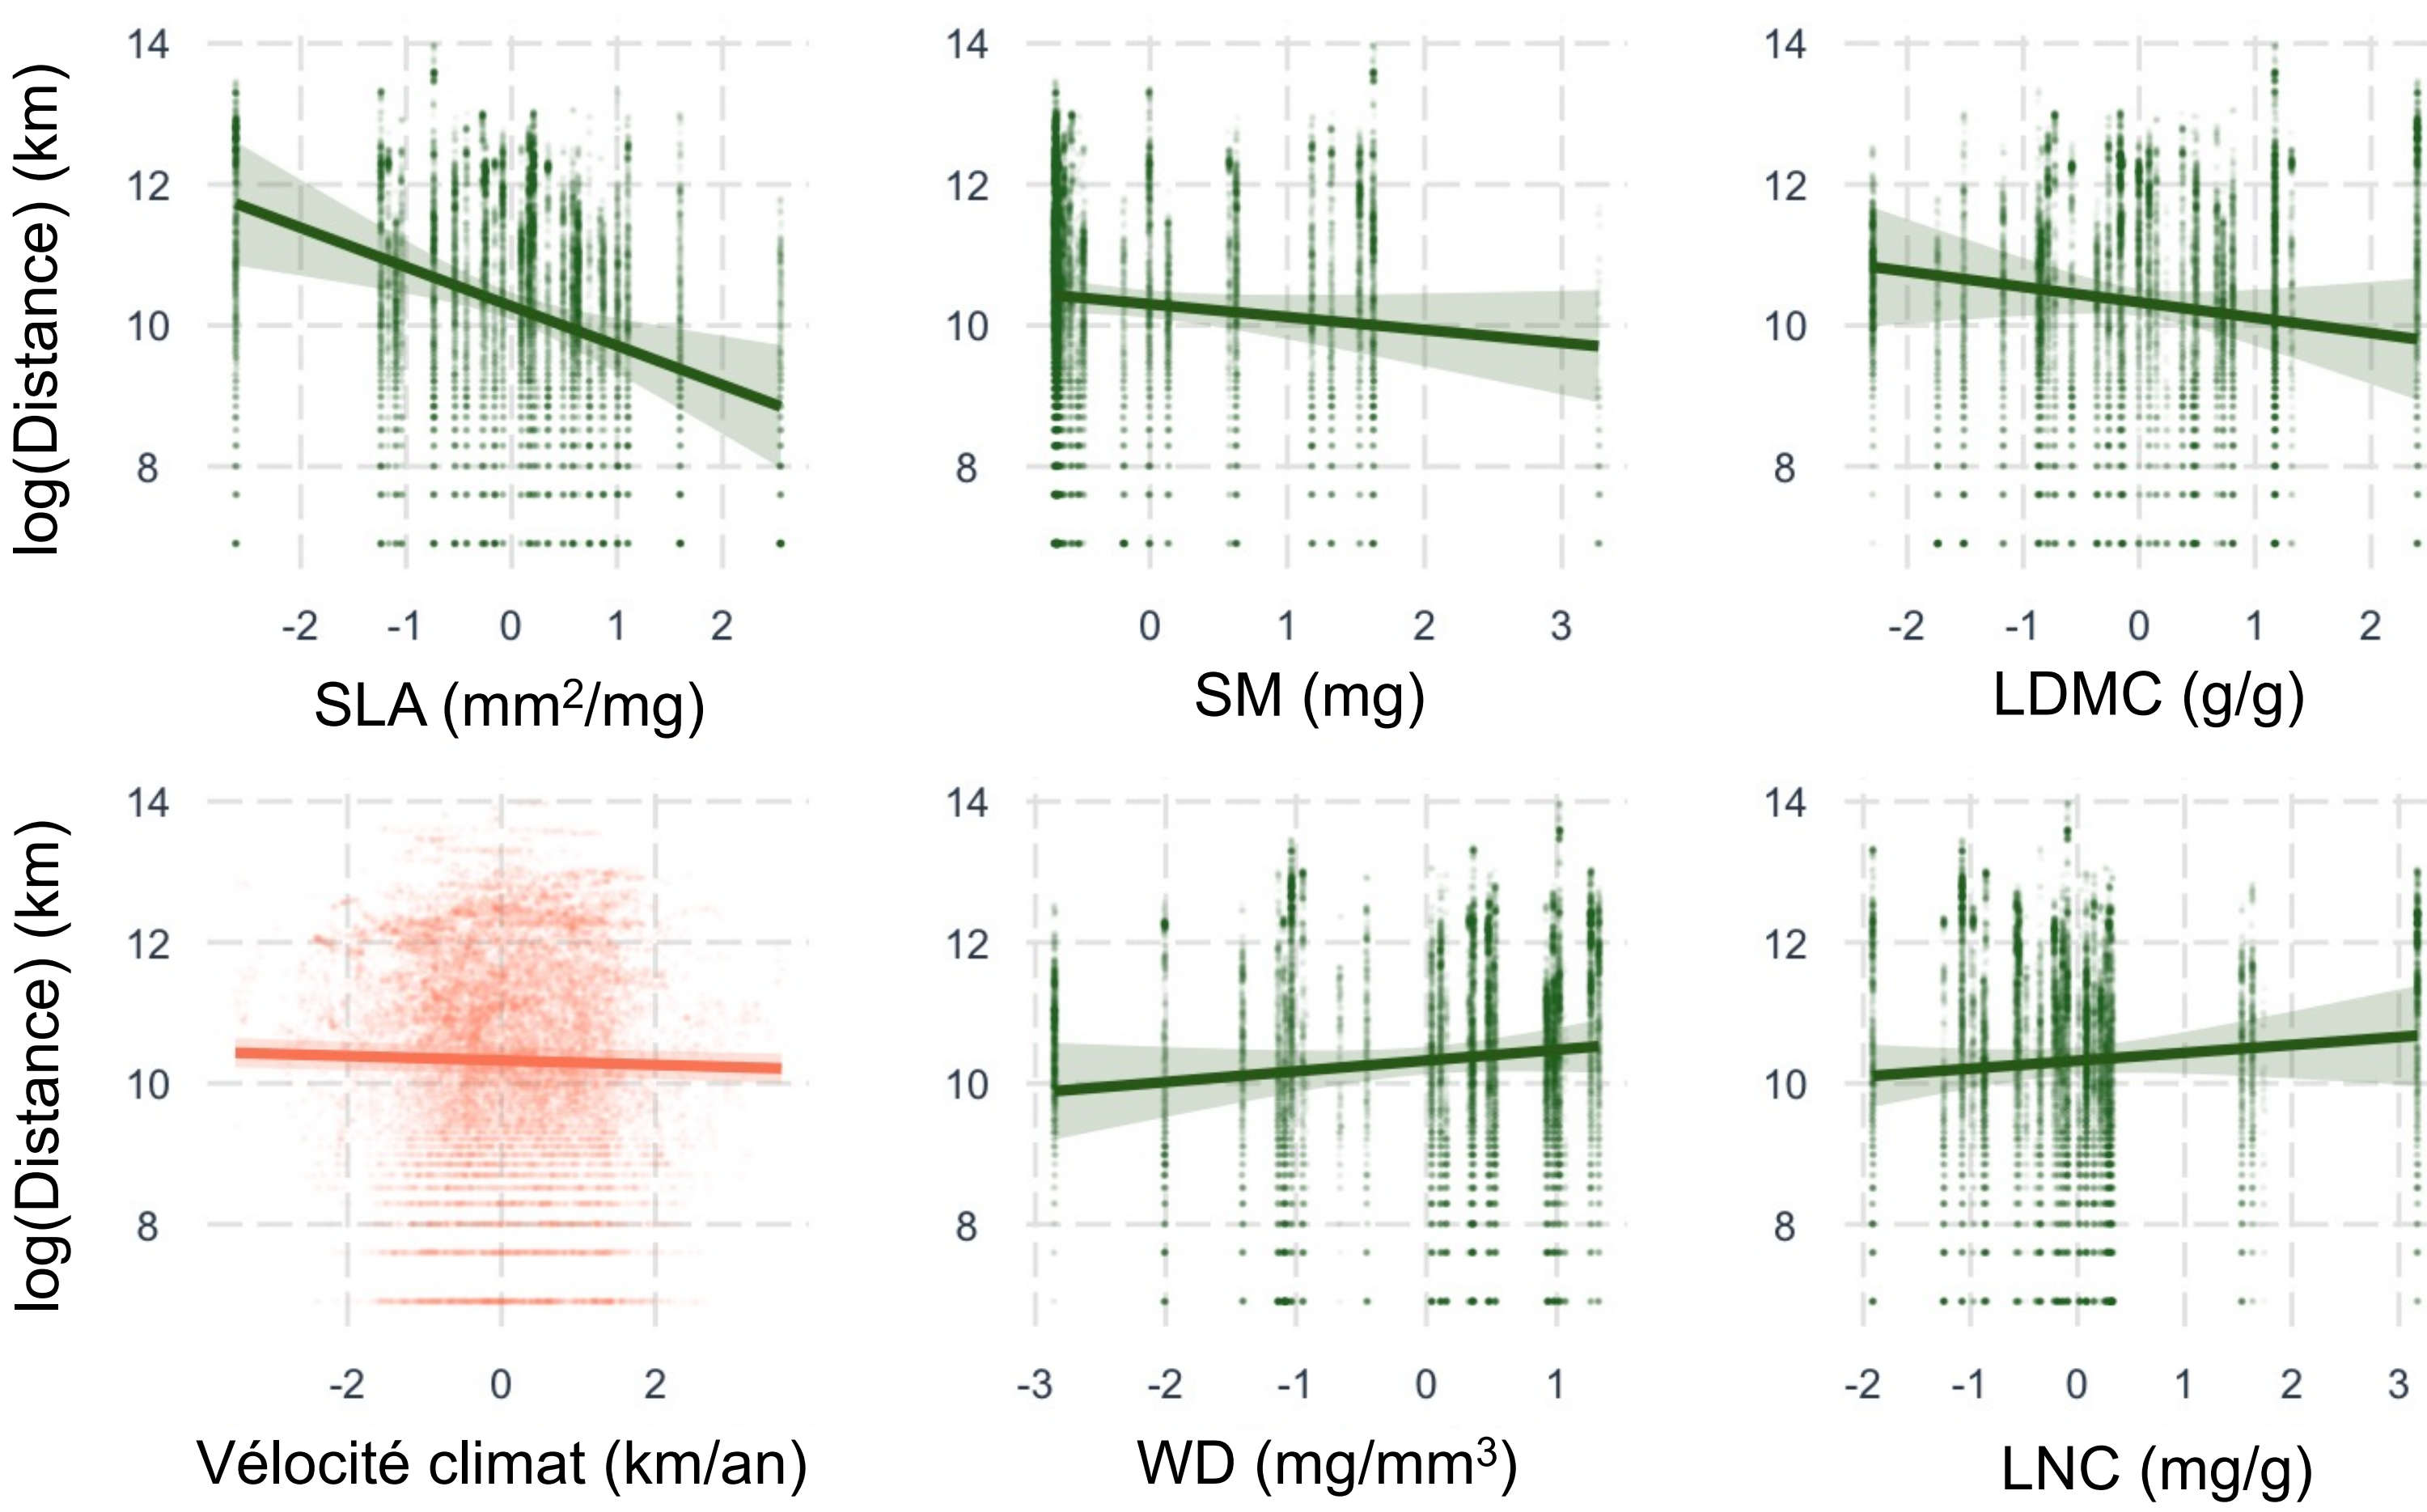 log(Distance) (km)
14
12
10
8
-2 -1 0 1 2
SLA (mm²/mg)
14
12
10
8
0 1 2 3
SM (mg)
14
12
10
8
-2 -1 0 1 2
LDMC (g/g)
log(Distance) (km)
14
12
10
8
-2 0 2
Vélocité climat (km/an)
14
12
10
8
-3 -2 -1 0 1
WD (mg/mm³)
14
12
10
8
-2 -1 0 1 2 3
LNC (mg/g)